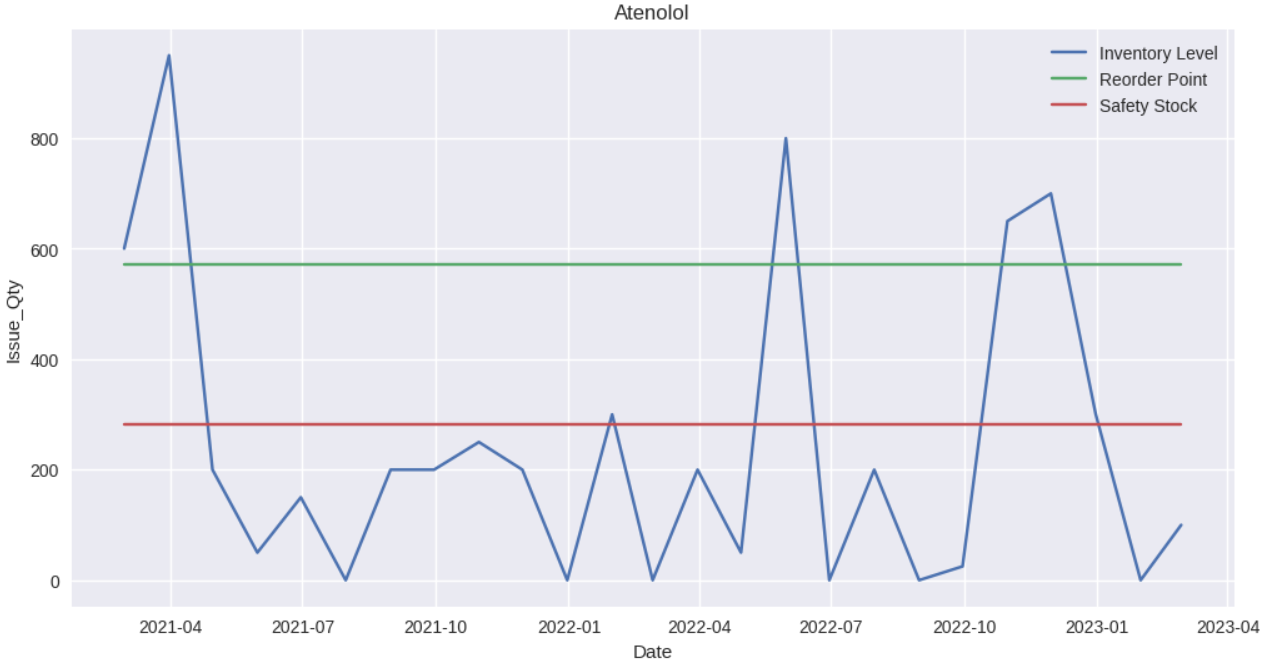 Atenolol
Inventory Level
Reorder Point
Safety Stock
800
600
400
200
0
Issue_Qty
2021-04 2021-07 2021-10 2022-01 2022-04 2022-07 2022-10 2023-01 2023-04
Date